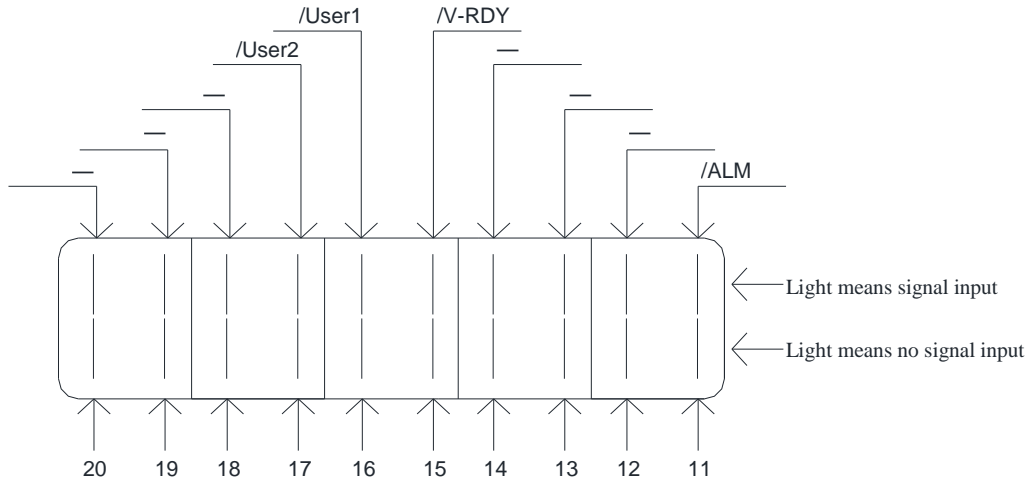 /User1
/V-RDY
/User2
—
—
—
—
—
—
/ALM
Light means signal input
Light means no signal input
20 19 18 17 16 15 14 13 12 11